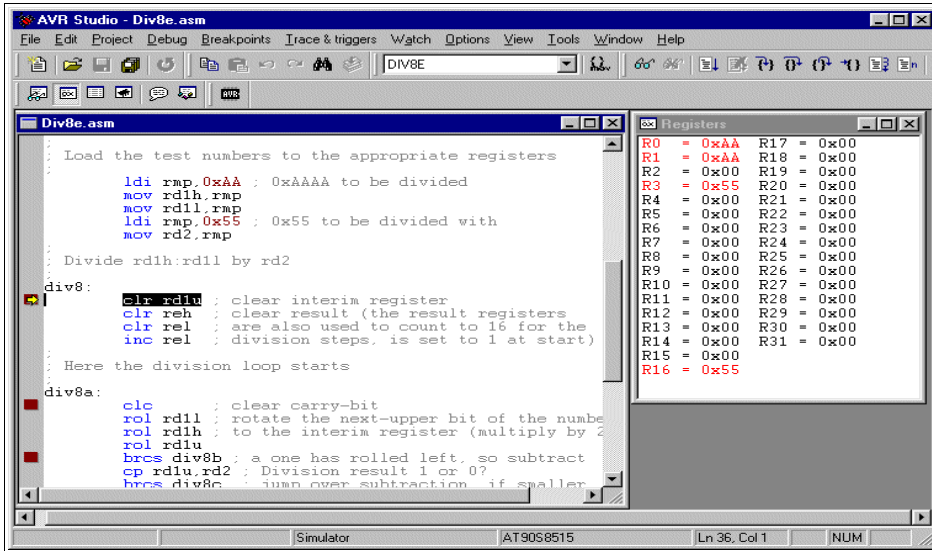 AVR Studio - Div8e.asm
File Edit Project Debug Breakpoints Trace & triggers Watch Options View Tools Window Help
DIV8E
AVR
Div8e.asm
;
; Load the test numbers to the appropriate registers
;
ldi rmp,0xAA ; 0xAAAA to be divided
mov rd1h,rmp
mov rd1l,rmp
ldi rmp,0x55 ; 0x55 to be divided with
mov rd2,rmp
;
; Divide rd1h:rd1l by rd2
;
div8:
clr rd1u ; clear interim register
clr reh ; clear result (the result registers
clr rel ; are also used to count to 16 for the
inc rel ; division steps, is set to 1 at start)
;
; Here the division loop starts
;
div8a:
clc ; clear carry-bit
rol rd1l ; rotate the next-upper bit of the numbe
rol rd1h ; to the interim register (multiply by 2
rol rd1u
brcs div8b ; a one has rolled left, so subtract
cp rd1u,rd2 ; Division result 1 or 0?
brcs div8c ; jump over subtraction, if smaller
Registers
R0 = 0xAA R17 = 0x00
R1 = 0xAA R18 = 0x00
R2 = 0x00 R19 = 0x00
R3 = 0x55 R20 = 0x00
R4 = 0x00 R21 = 0x00
R5 = 0x00 R22 = 0x00
R6 = 0x00 R23 = 0x00
R7 = 0x00 R24 = 0x00
R8 = 0x00 R25 = 0x00
R9 = 0x00 R26 = 0x00
R10 = 0x00 R27 = 0x00
R11 = 0x00 R28 = 0x00
R12 = 0x00 R29 = 0x00
R13 = 0x00 R30 = 0x00
R14 = 0x00 R31 = 0x00
R15 = 0x00
R16 = 0x55
Simulator AT90S8515 Ln 36, Col 1 NUM